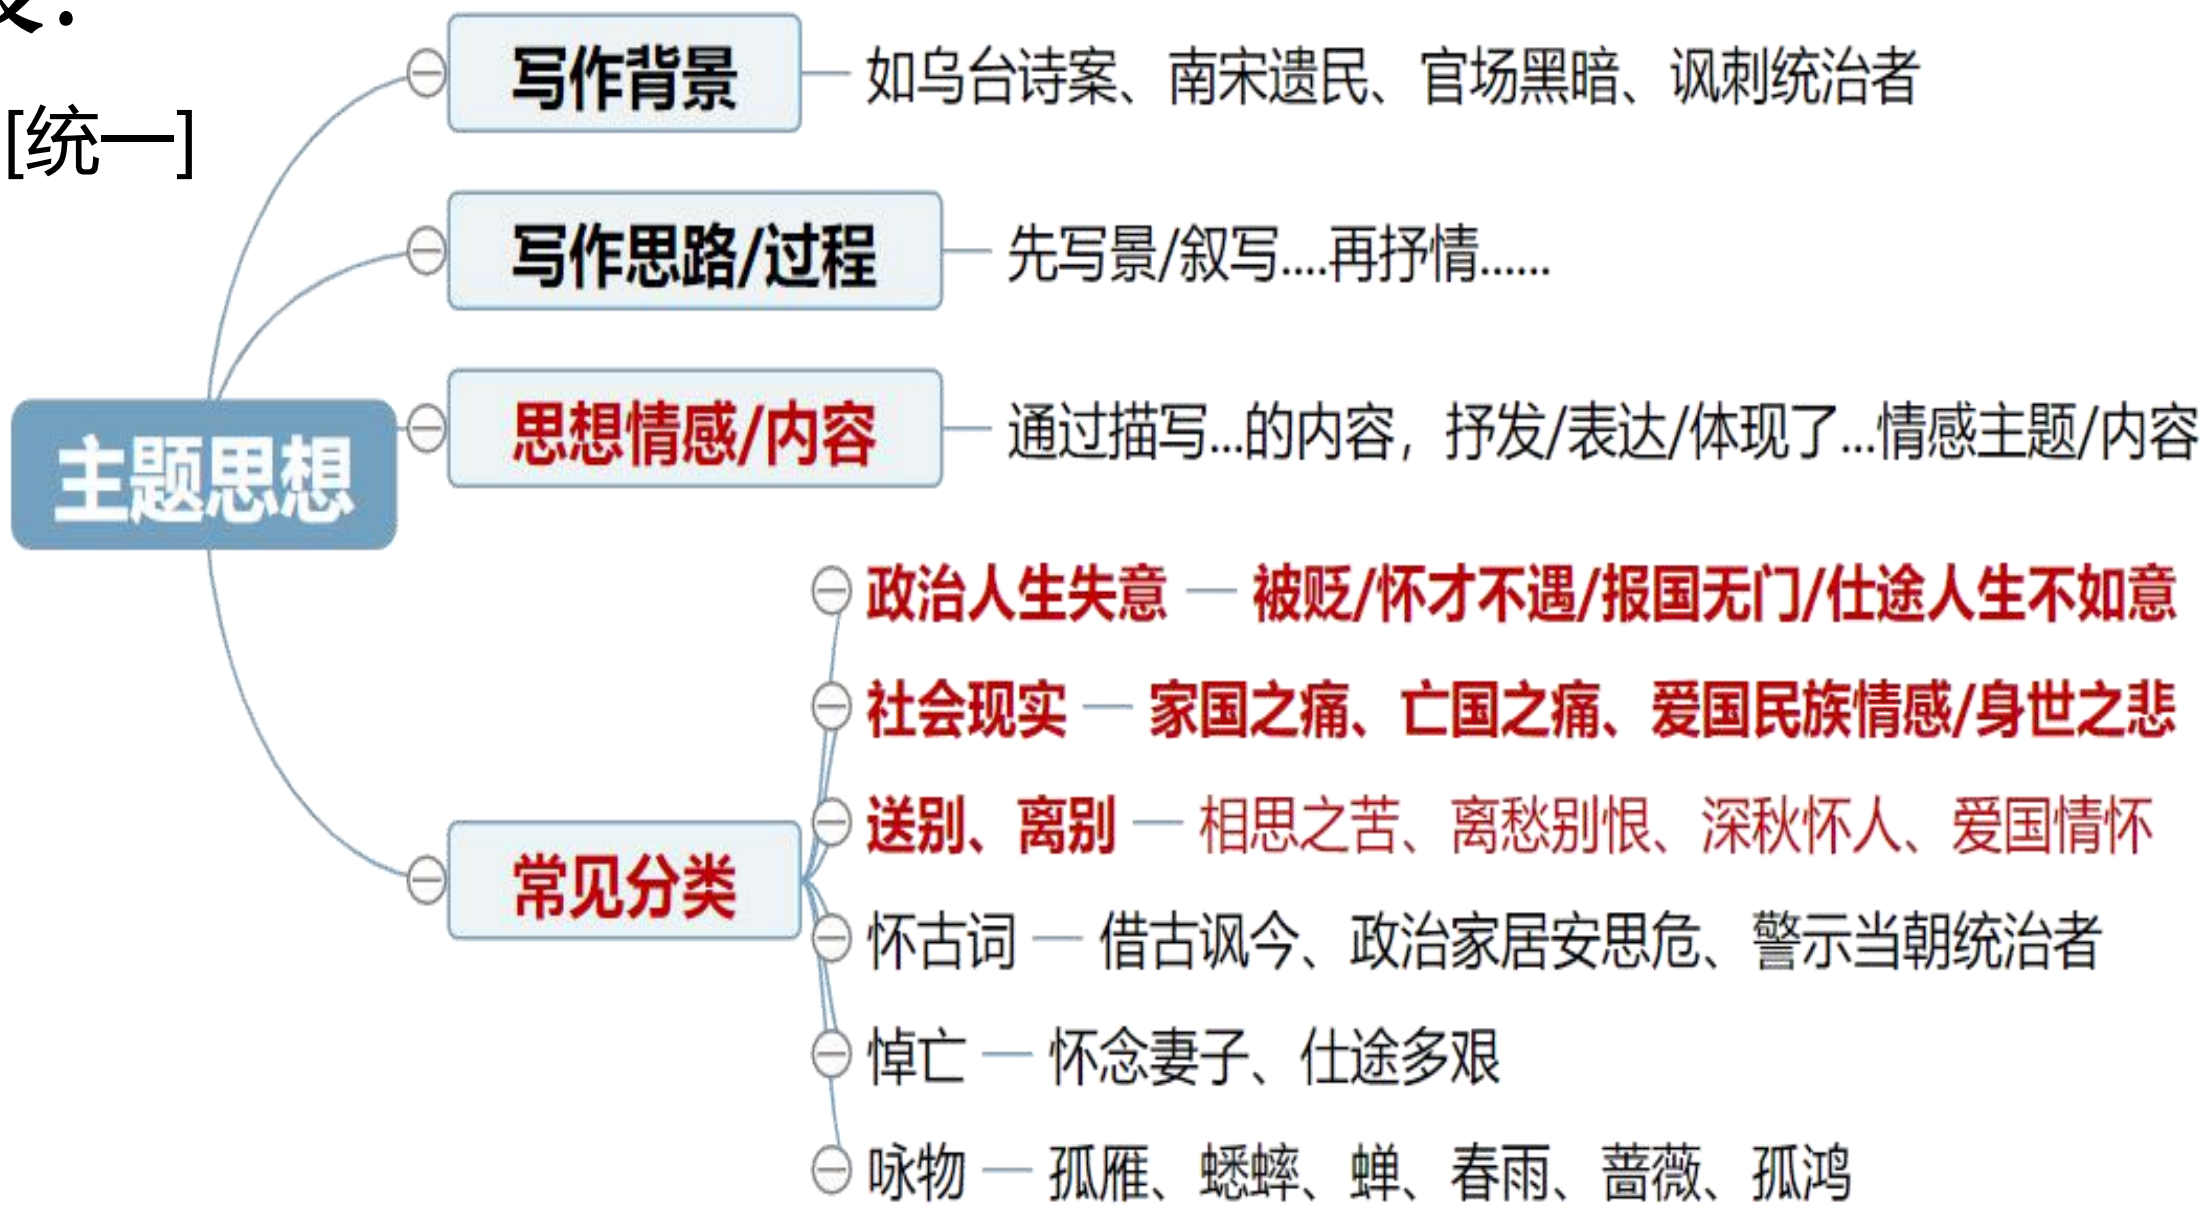 [统一]
写作背景 如乌台诗案、南宋遗民、官场黑暗、讽刺统治者
写作思路/过程 先写景/叙写....再抒情......
思想情感/内容 通过描写...的内容，抒发/表达/体现了...情感主题/内容
主题思想
常见分类
政治人生失意 被贬/怀才不遇/报国无门/仕途人生不如意
社会现实 家国之痛、亡国之痛、爱国民族情感/身世之悲
送别、离别 相思之苦、离愁别恨、深秋怀人、爱国情怀
怀古词 借古讽今、政治家居安思危、警示当朝统治者
悼亡 怀念妻子、仕途多艰
咏物 孤雁、蟋蟀、蝉、春雨、蔷薇、孤鸿